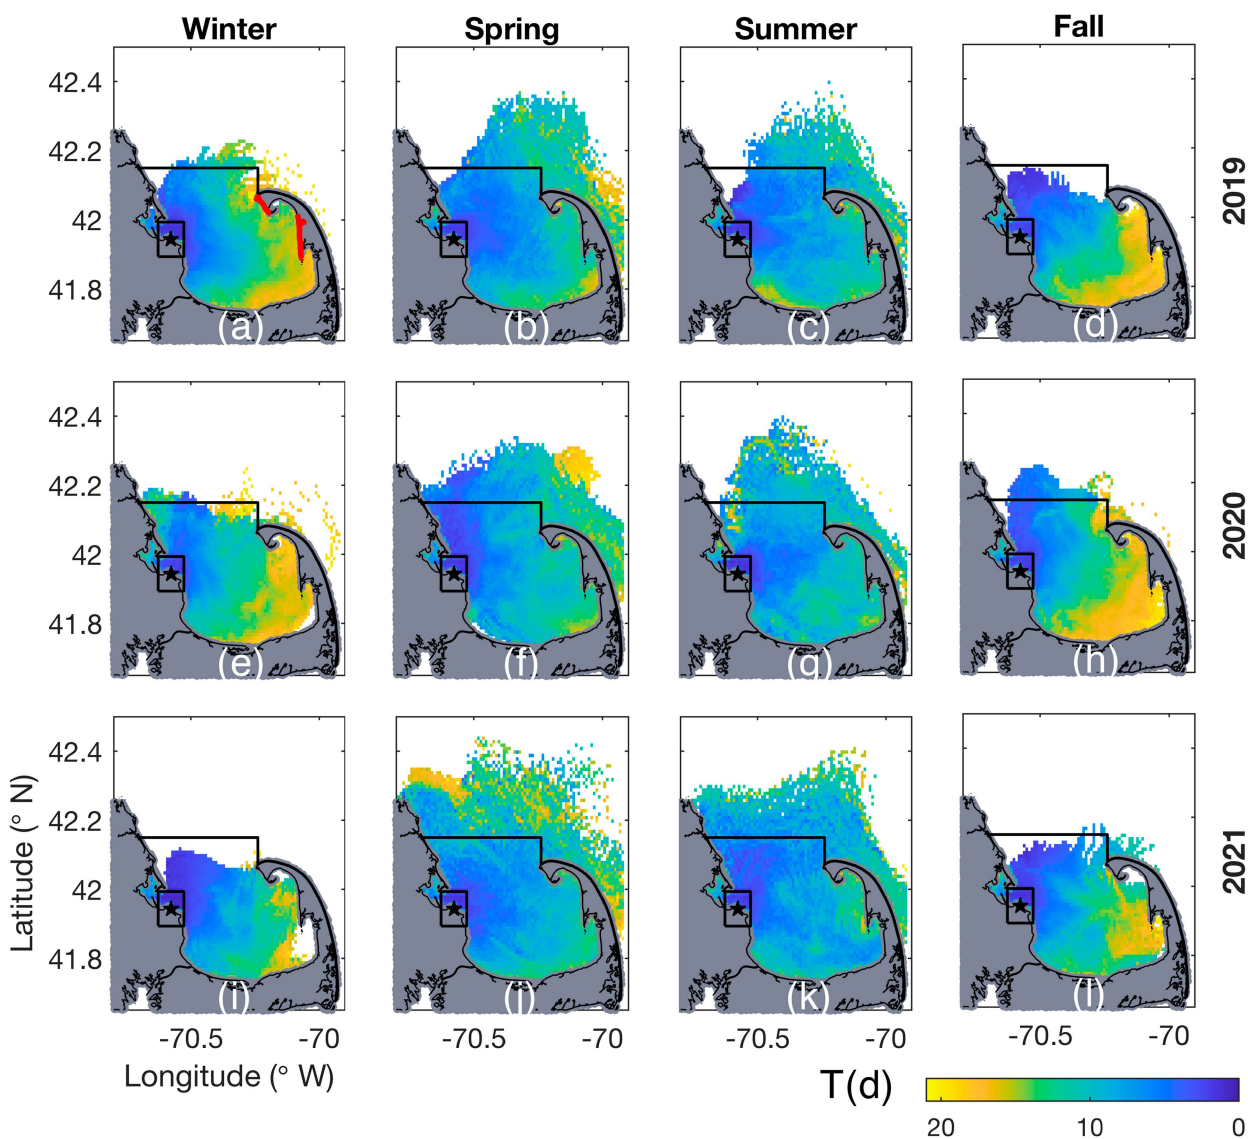 Winter Spring Summer Fall
42.4
42.2
42
41.8
(a) (b) (c) (d)
2019
42.4
42.2
42
41.8
(e) (f) (g) (h)
2020
42.4
42.2
42
41.8
(i) (j) (k) (l)
2021
Latitude (° N)
-70.5 -70 -70.5 -70 -70.5 -70 -70.5 -70
Longitude (° W)
T(d)
20 10 0